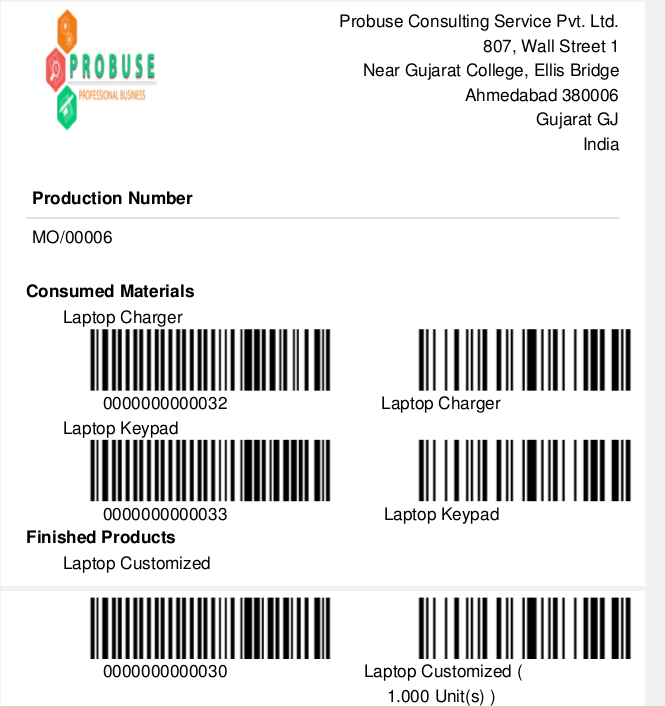 PROBUSE
PROFESSIONAL BUSINESS
Probuse Consulting Service Pvt. Ltd.
807, Wall Street 1
Near Gujarat College, Ellis Bridge
Ahmedabad 380006
Gujarat GJ
India
Production Number
MO/00006
Consumed Materials
Laptop Charger
0000000000032 Laptop Charger
Laptop Keypad
0000000000033 Laptop Keypad
Finished Products
Laptop Customized
0000000000030 Laptop Customized (
1.000 Unit(s) )